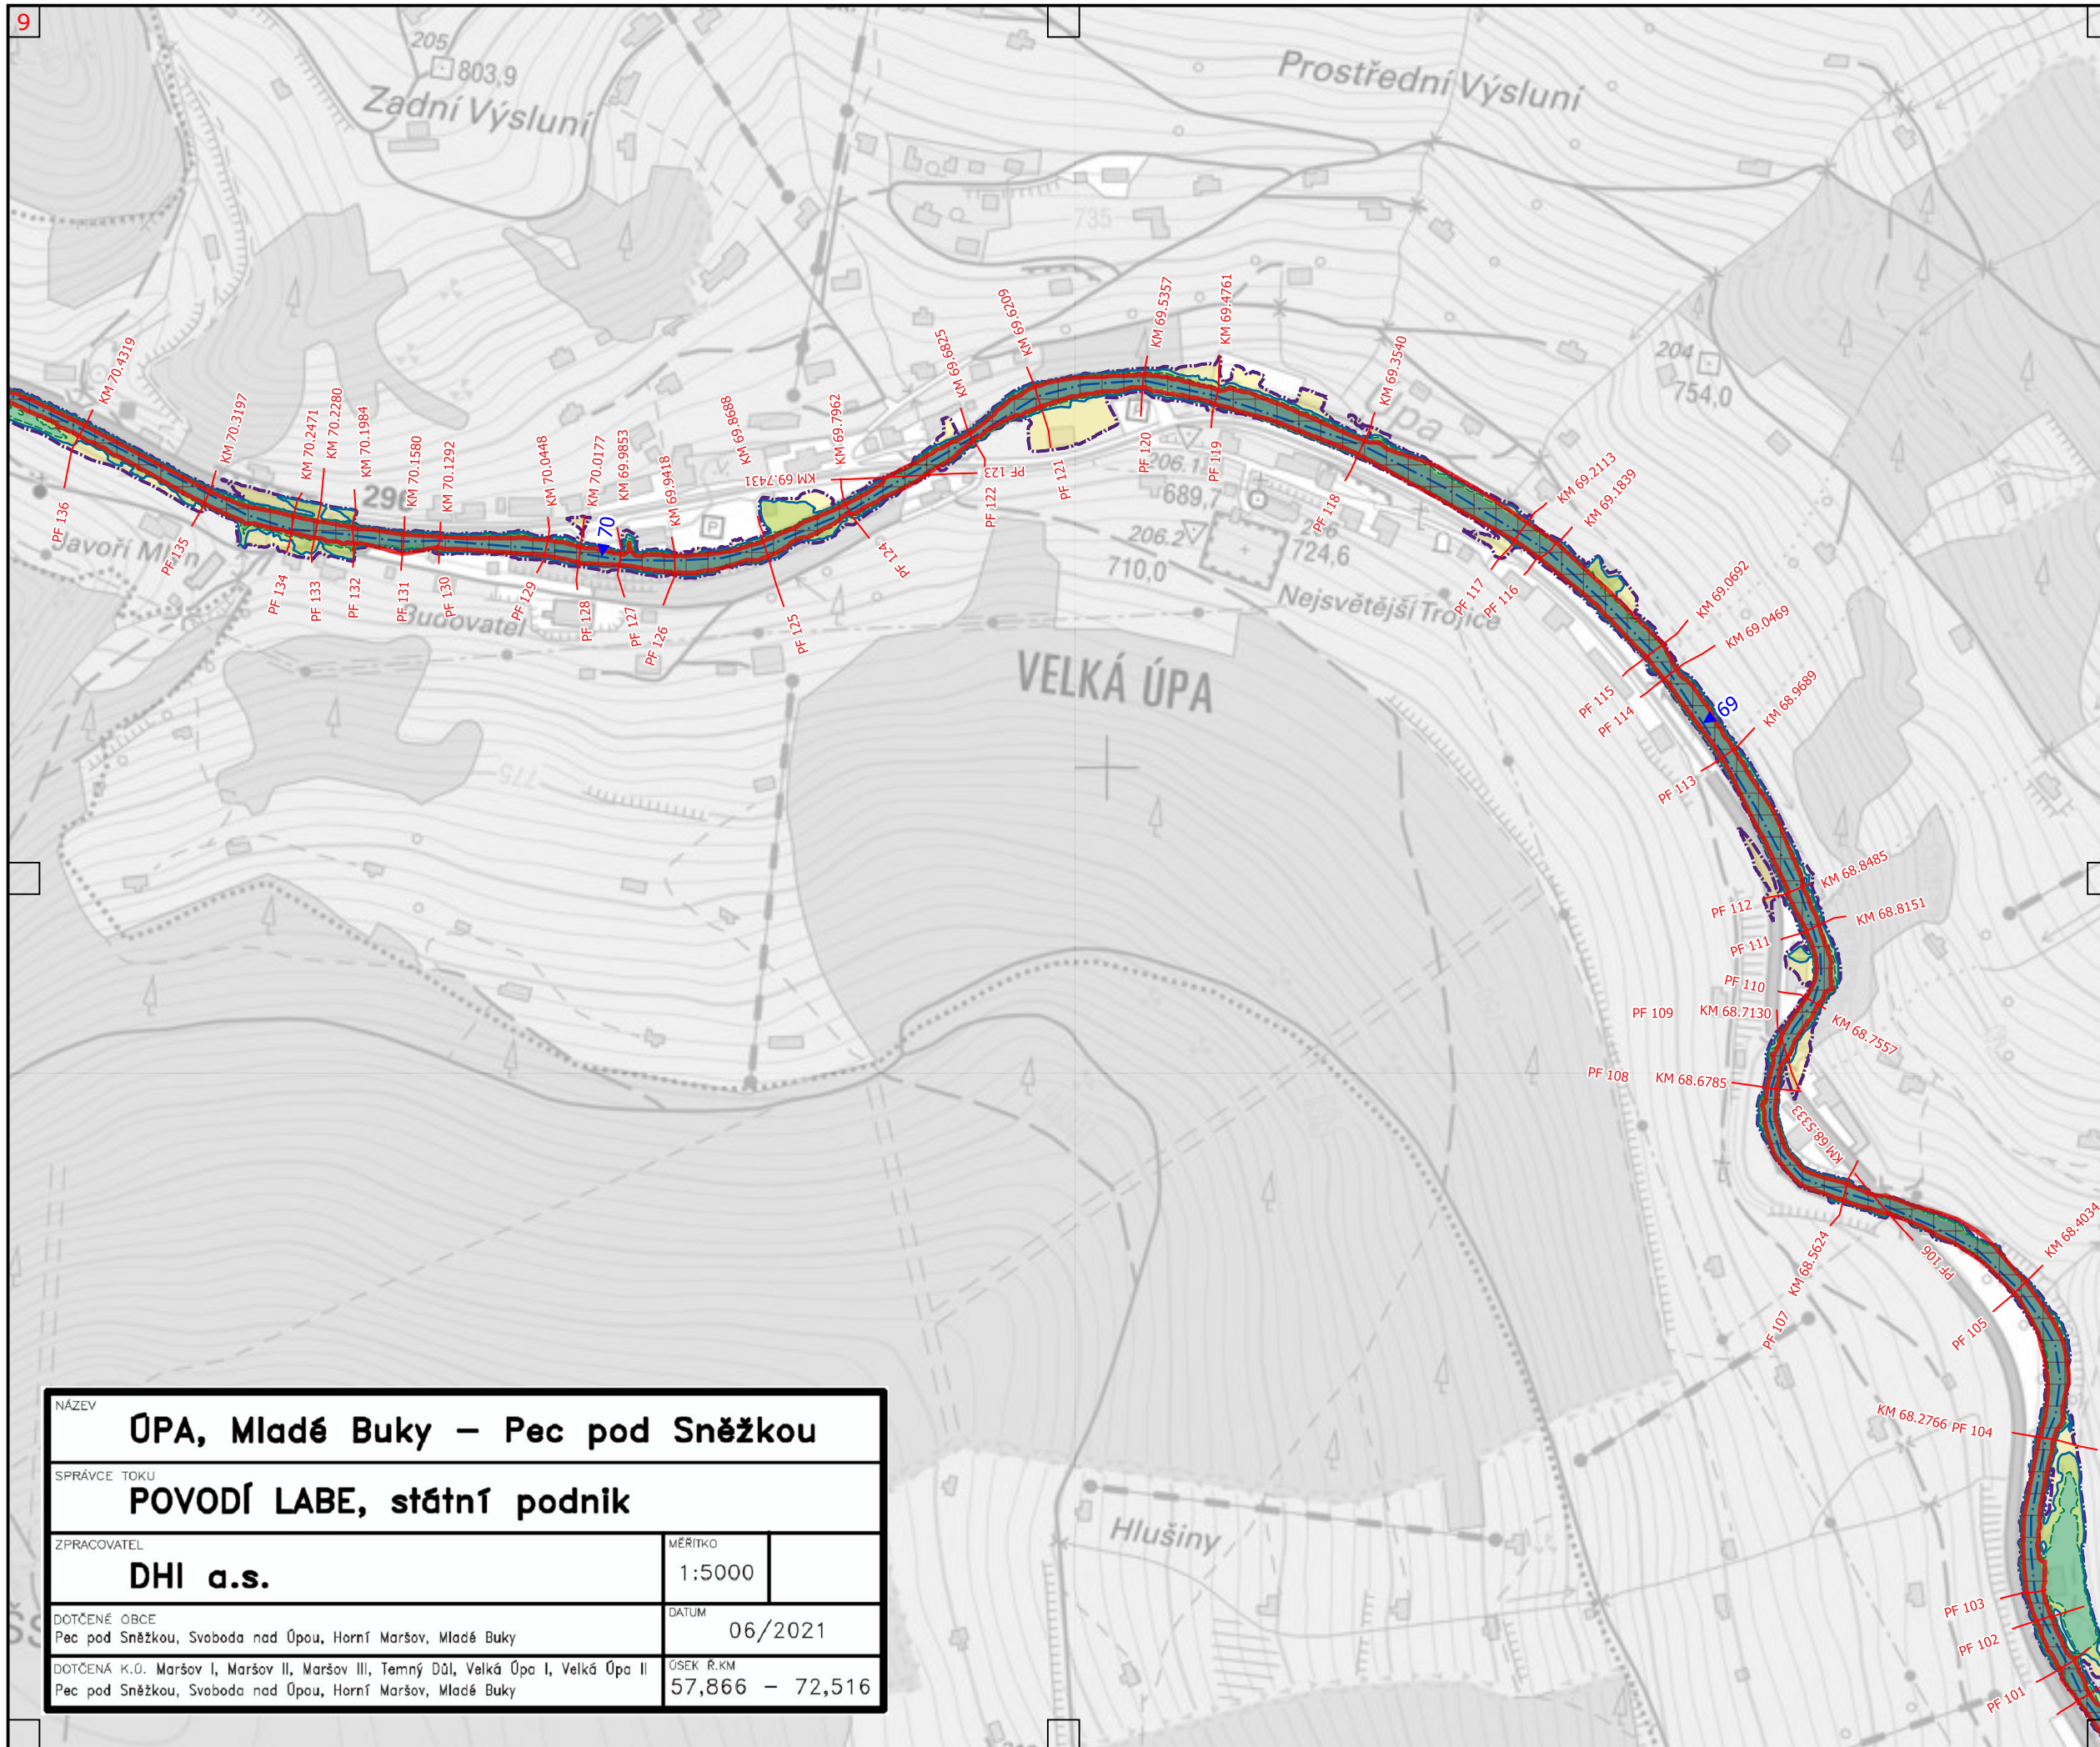 9
205
803,9
Zadní Výsluní
Prostřední Výsluní
735
KM 70.4319
KM 70.3197
KM 70.2471
KM 70.2280
KM 70.1984
KM 70.1580
KM 70.1292
KM 70.0448
KM 70.0177
KM 69.9853
KM 69.9418
KM 69.8688
KM 69.7962
KM 69.7431
KM 69.6825
KM 69.6209
KM 69.5357
KM 69.4761
KM 69.3540
KM 69.2113
KM 69.1839
KM 69.0692
KM 69.0469
KM 68.9689
KM 68.8485
KM 68.8151
KM 68.7557
204
754,0
Úpa
296
P
70
69
PF 136
PF 135
PF 134
PF 133
PF 132
PF 131
PF 130
PF 129
PF 128
PF 127
PF 126
PF 125
PF 124
PF 123
PF 122
PF 121
PF 120
PF 119
PF 118
PF 117
PF 116
PF 115
PF 114
PF 113
PF 112
PF 111
PF 110
PF 109 KM 68.7130
PF 108 KM 68.6785
KM 68.5333
PF 107 KM 68.5624
PF 106
KM 68.4034
PF 105
KM 68.2766 PF 104
PF 103
PF 102
PF 101
Javoří Mlýn
Budovatel
206.1
689,7
206.2
710,0
296
724,6
Nejsvětější Trojice
VELKÁ ÚPA
775
Hlušiny
NÁZEV
ÚPA, Mladé Buky – Pec pod Sněžkou
SPRÁVCE TOKU
POVODÍ LABE, státní podnik
ZPRACOVATEL
DHI a.s.
MĚŘÍTKO
1:5000
DOTČENÉ OBCE
Pec pod Sněžkou, Svoboda nad Úpou, Horní Maršov, Mladé Buky
DATUM
06/2021
DOTČENÁ K.Ú. Maršov I, Maršov II, Maršov III, Temný Důl, Velká Úpa I, Velká Úpa II
Pec pod Sněžkou, Svoboda nad Úpou, Horní Maršov, Mladé Buky
ÚSEK Ř.KM
57,866 – 72,516